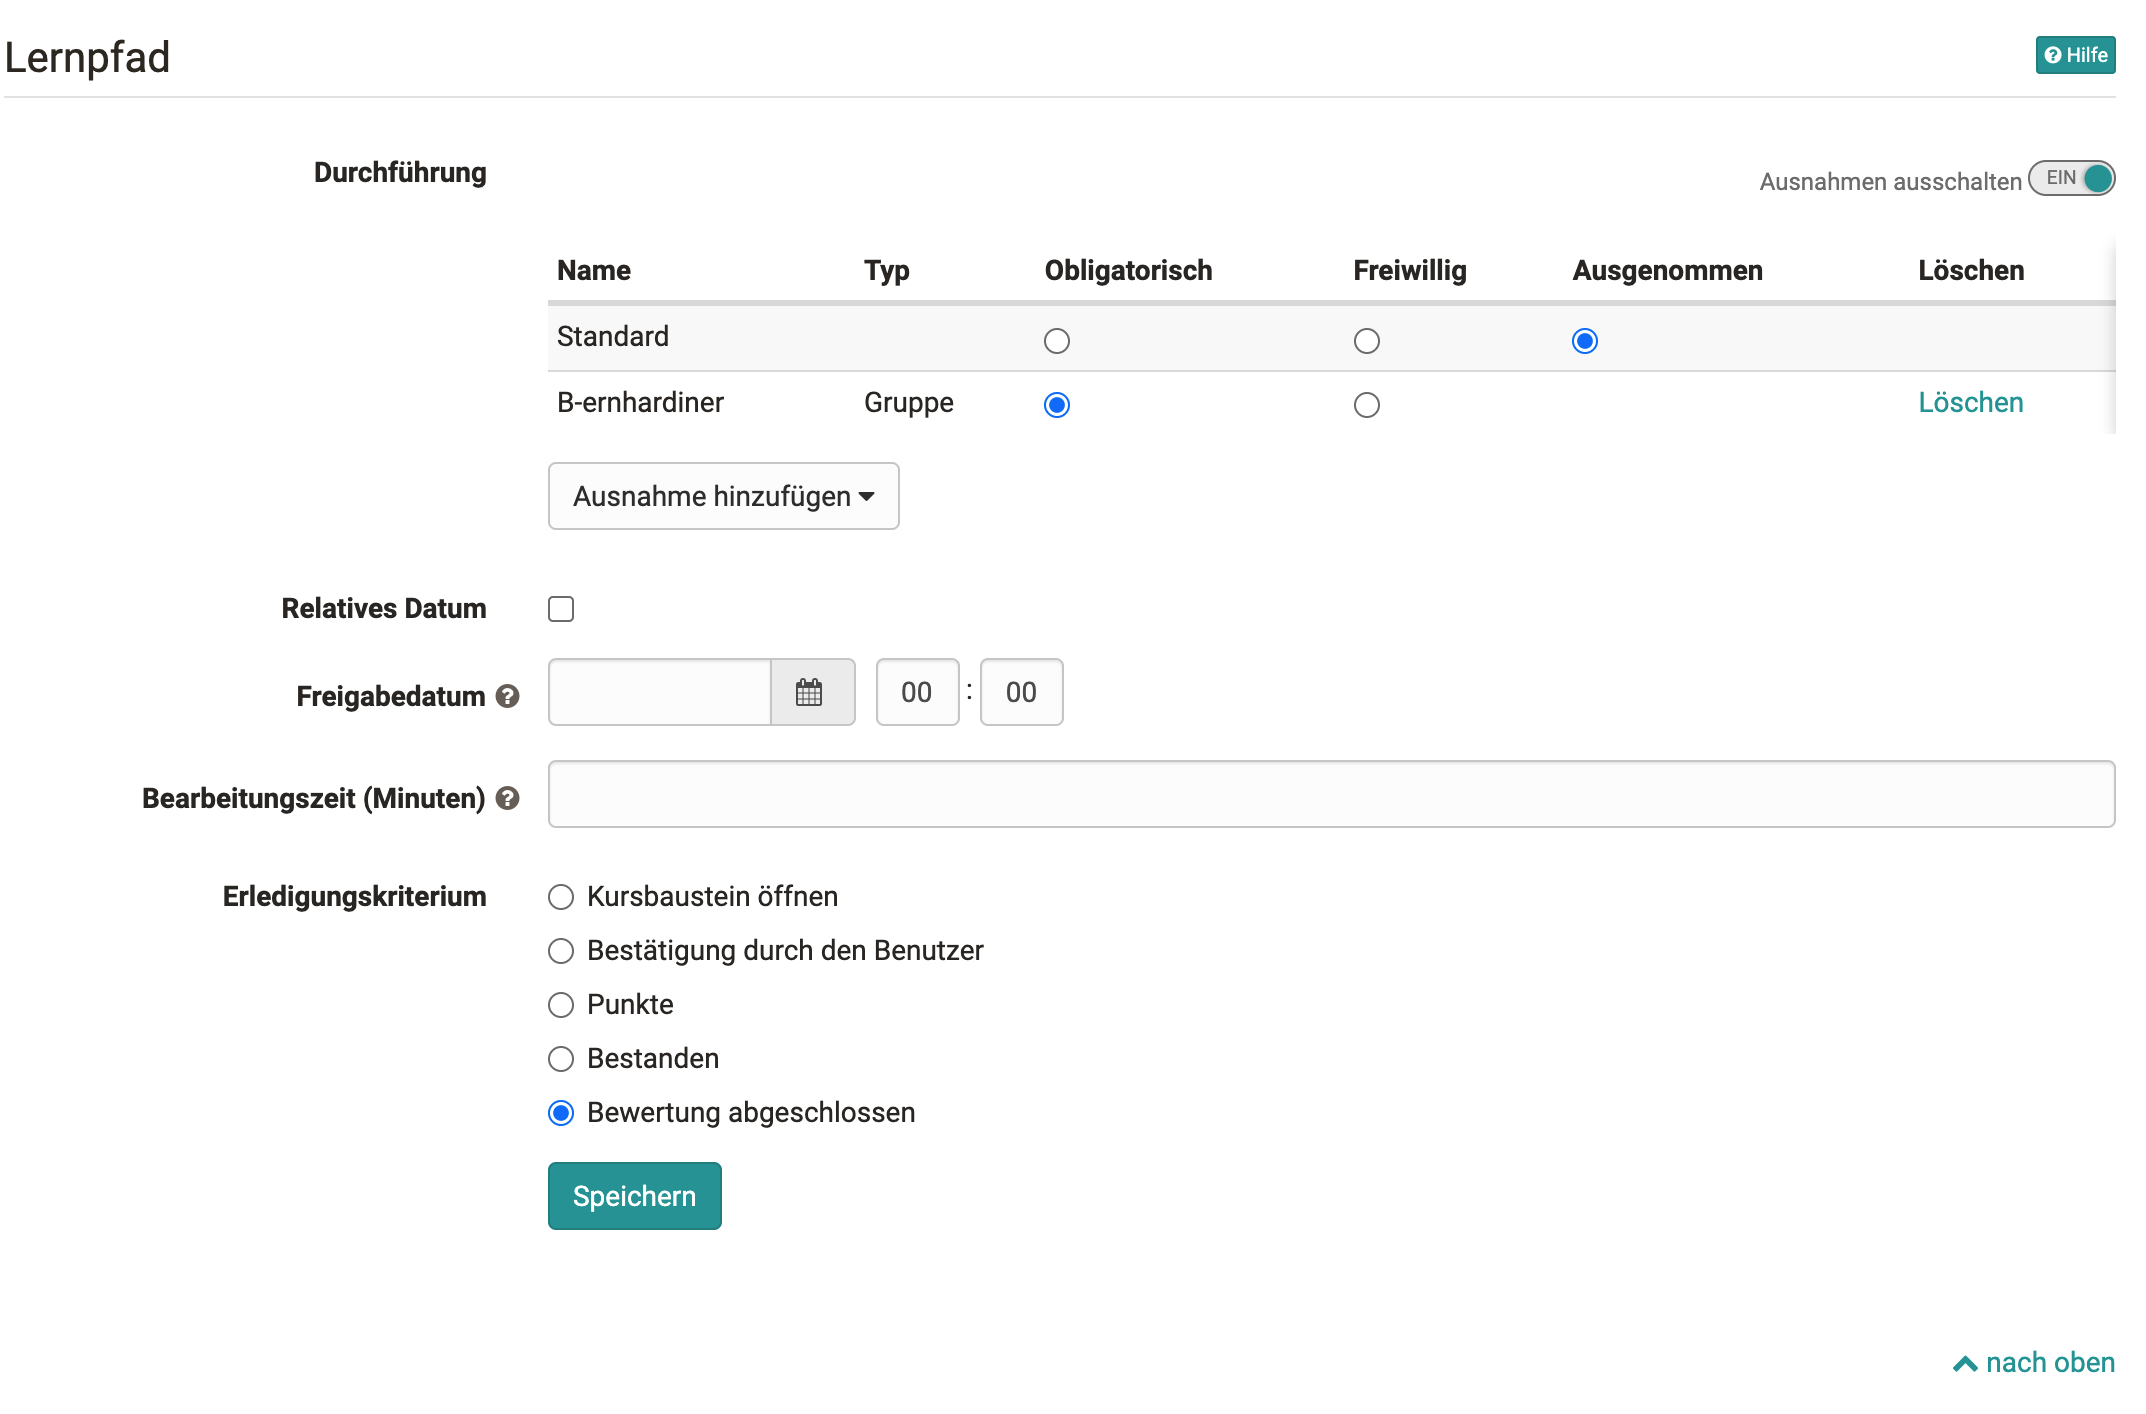 Lernpfad
Hilfe
Durchführung
Ausnahmen ausschalten EIN
Name Typ Obligatorisch Freiwillig Ausgenommen Löschen
Standard
B-ernhardiner Gruppe Löschen
Ausnahme hinzufügen
Relatives Datum
Freigabedatum 00 : 00
Bearbeitungszeit (Minuten)
Erledigungskriterium Kursbaustein öffnen
Bestätigung durch den Benutzer
Punkte
Bestanden
Bewertung abgeschlossen
Speichern
nach oben